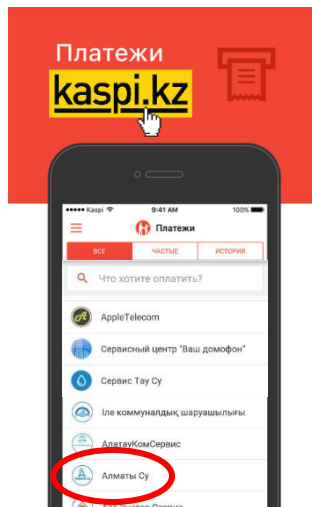 Платежи
kaspi.kz
Kaspi 9:41 AM 100%
Платежи
ВСЕ ЧАСТЫЕ ИСТОРИЯ
Что хотите оплатить?
AppleTelecom
Сервисный центр "Ваш домофон"
Сервис Тау Су
Іле коммуналдық шаруашылығы
АлатауКомСервис
Алматы Су